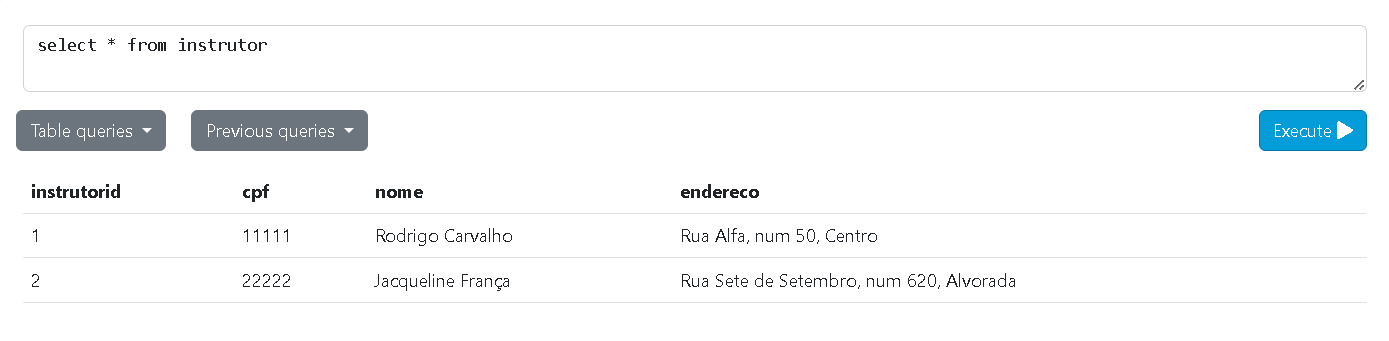 select * from instrutor
Table queries Previous queries Execute
instrutorid cpf nome endereco
1 11111 Rodrigo Carvalho Rua Alfa, num 50, Centro
2 22222 Jacqueline França Rua Sete de Setembro, num 620, Alvorada